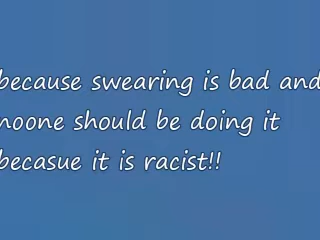 because swearing is bad and
noone should be doing it
becasue it is racist!!